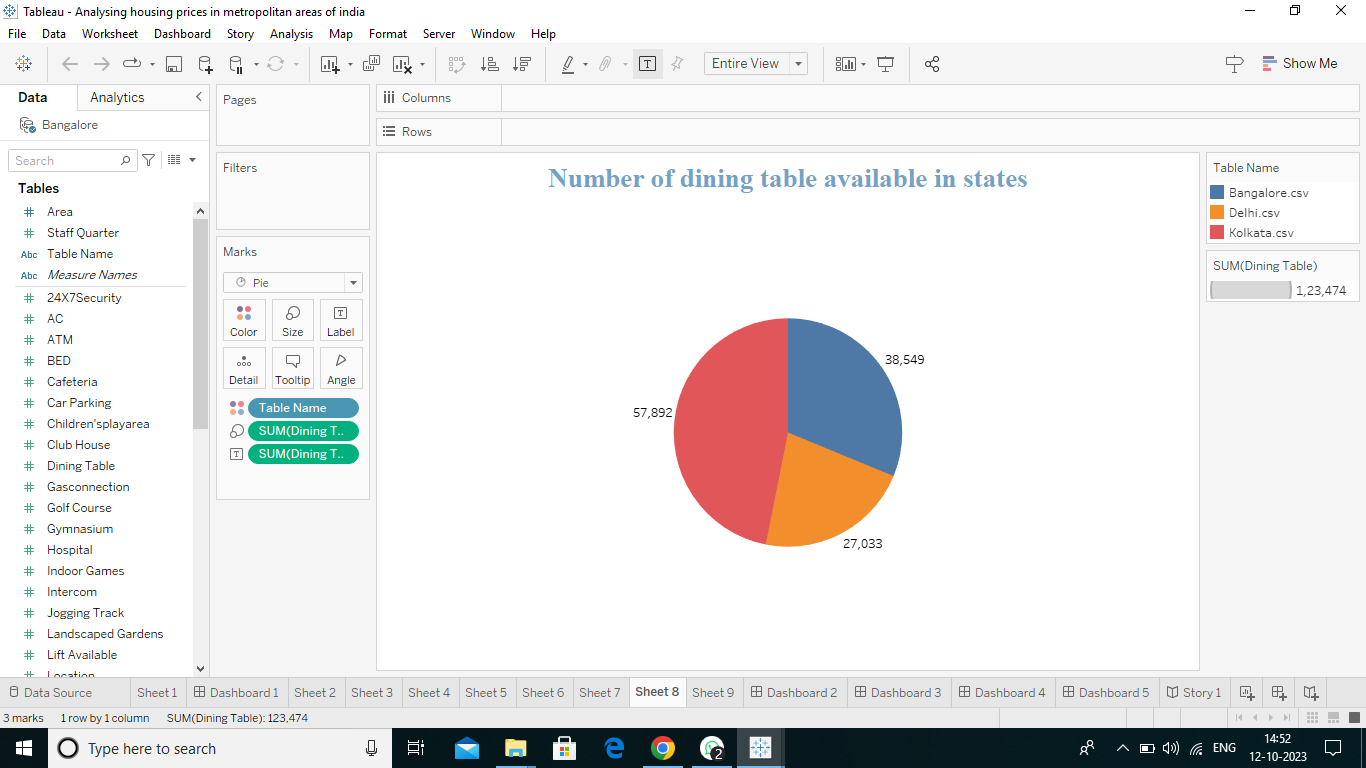 Tableau - Analysing housing prices in metropolitan areas of india
File Data Worksheet Dashboard Story Analysis Map Format Server Window Help
Entire View
Show Me
Data Analytics
Bangalore
Search
Tables
Area
Staff Quarter
Abc Table Name
Abc Measure Names
24X7Security
AC
ATM
BED
Cafeteria
Car Parking
Children'splayarea
Club House
Dining Table
Gasconnection
Golf Course
Gymnasium
Hospital
Indoor Games
Intercom
Jogging Track
Landscaped Gardens
Lift Available
Location
Pages
Filters
Marks
Pie
Color Size Label
Detail Tooltip Angle
Table Name
SUM(Dining T..
SUM(Dining T..
Columns
Rows
Number of dining table available in states
38,549
57,892
27,033
Table Name
Bangalore.csv
Delhi.csv
Kolkata.csv
SUM(Dining Table)
1,23,474
Data Source Sheet 1 Dashboard 1 Sheet 2 Sheet 3 Sheet 4 Sheet 5 Sheet 6 Sheet 7 Sheet 8 Sheet 9 Dashboard 2 Dashboard 3 Dashboard 4 Dashboard 5 Story 1
3 marks 1 row by 1 column SUM(Dining Table): 123,474
Type here to search
2
ENG
14:52
12-10-2023